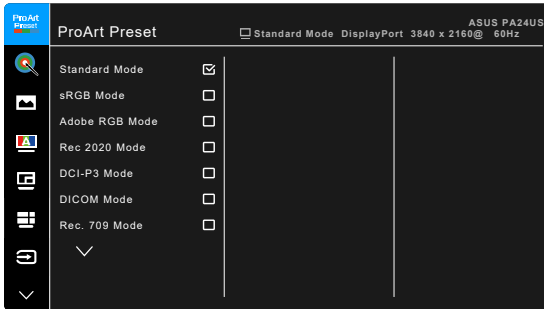 ProArt
Preset
ProArt Preset
ASUS PA24US
Standard Mode DisplayPort 3840 x 2160@ 60Hz
Standard Mode
sRGB Mode
Adobe RGB Mode
Rec 2020 Mode
A
DCI-P3 Mode
DICOM Mode
Rec. 709 Mode